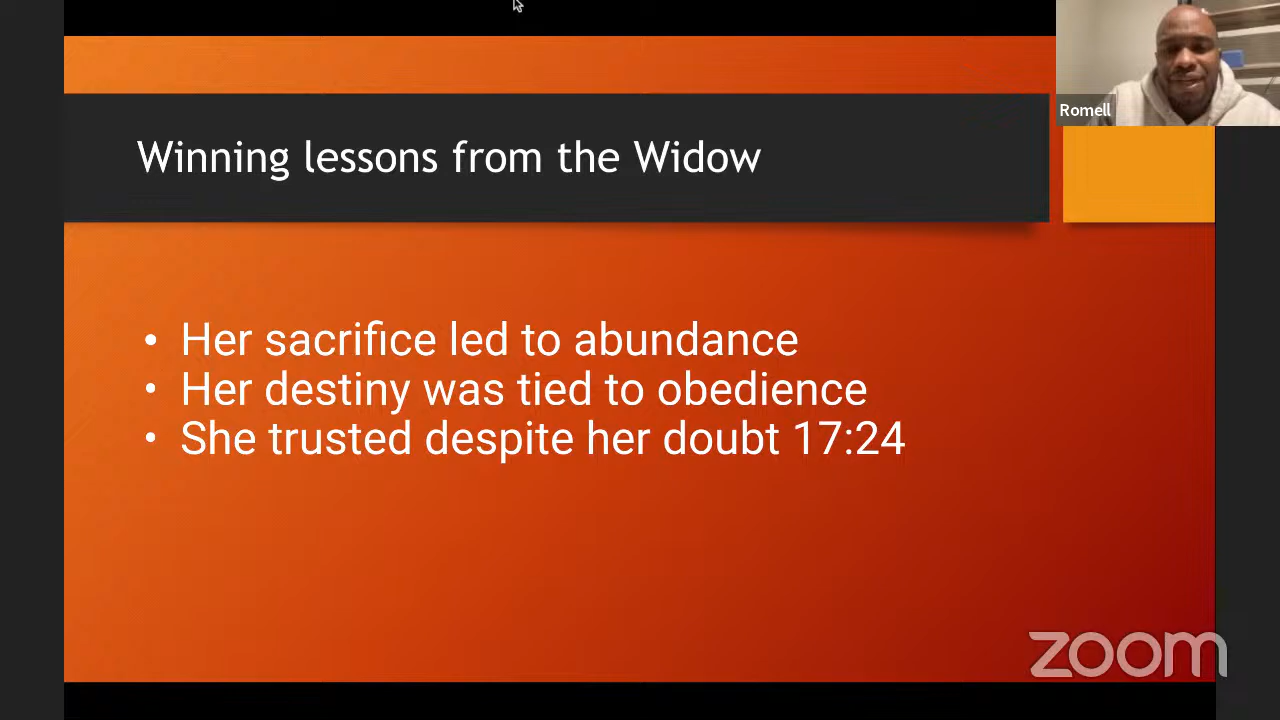 Romell
Winning lessons from the Widow
• Her sacrifice led to abundance
• Her destiny was tied to obedience
• She trusted despite her doubt 17:24
zoom